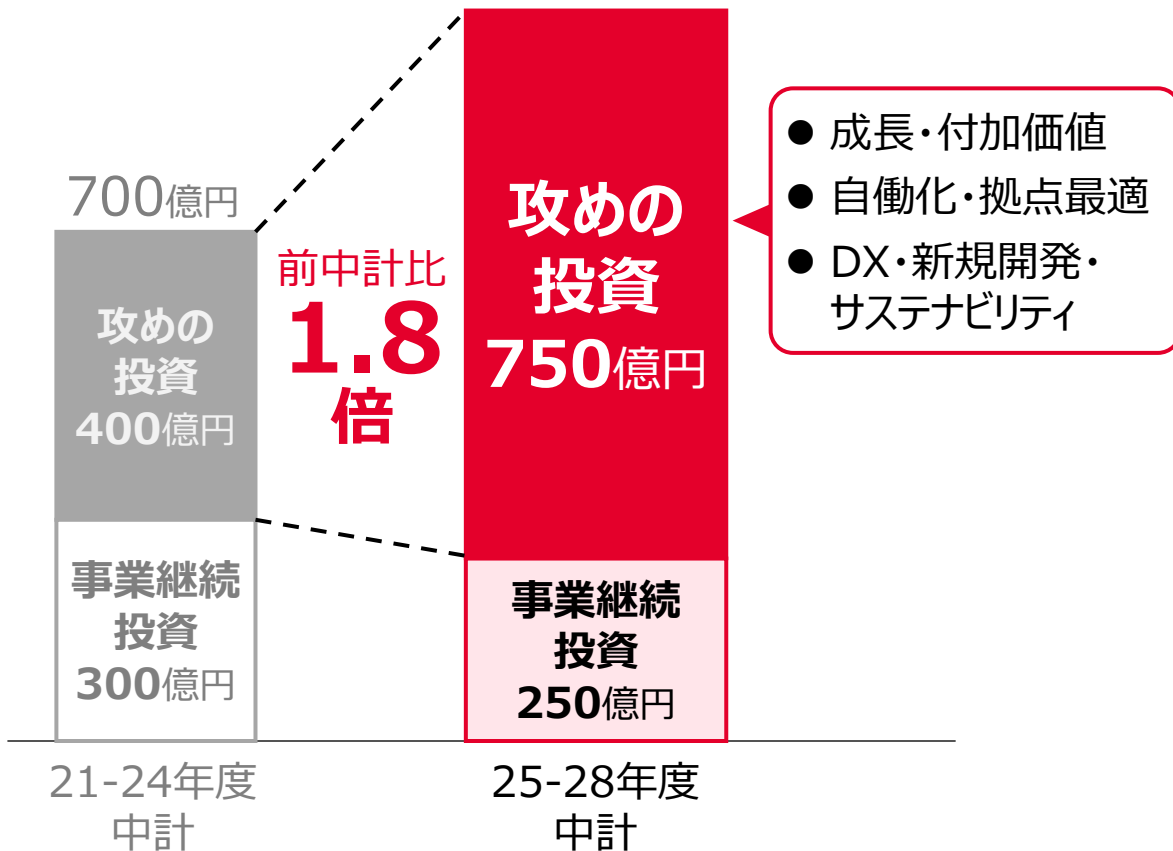 700億円
攻めの
投資
400億円
事業継続
投資
300億円
21-24年度
中計
前中計比
1.8
倍
攻めの
投資
750億円
事業継続
投資
250億円
25-28年度
中計
● 成長・付加価値
● 自働化・拠点最適
● DX・新規開発・
サステナビリティ